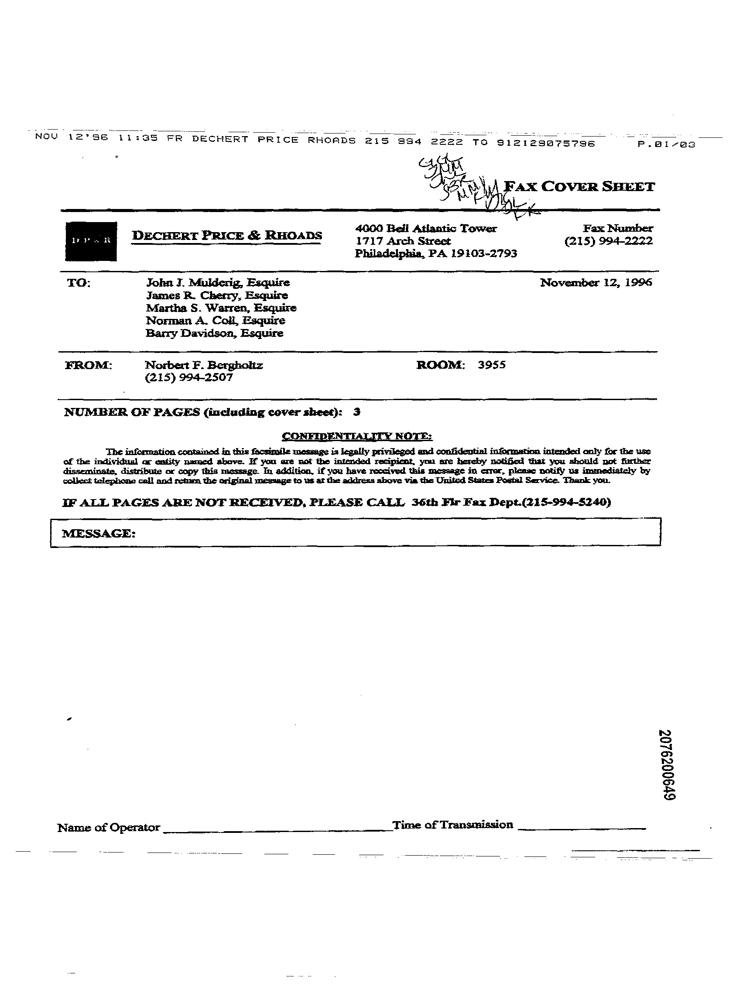 NOV 12'96 11:35 FR DECHERT PRICE RHOADS 215 994 2222 TO 912129075796 P.01/03
FAX COVER SHEET
D P & R
DECHERT PRICE & RHOADS
4000 Bell Atlantic Tower
1717 Arch Street
Philadelphia, PA 19103-2793
Fax Number
(215) 994-2222
TO:
John J. Mulderig, Esquire
James R. Cherry, Esquire
Martha S. Warren, Esquire
Norman A. Coll, Esquire
Barry Davidson, Esquire
November 12, 1996
FROM:
Norbert F. Bergholtz
(215) 994-2507
ROOM: 3955
NUMBER OF PAGES (including cover sheet): 3
CONFIDENTIALITY NOTE:
The information contained in this facsimile message is legally privileged and confidential information intended only for the use
of the individual or entity named above. If you are not the intended recipient, you are hereby notified that you should not further
disseminate, distribute or copy this message. In addition, if you have received this message in error, please notify us immediately by
collect telephone call and return the original message to us at the address above via the United States Postal Service. Thank you.
IF ALL PAGES ARE NOT RECEIVED, PLEASE CALL 36th Flr Fax Dept.(215-994-5240)
MESSAGE:
2076200649
Name of Operator
Time of Transmission